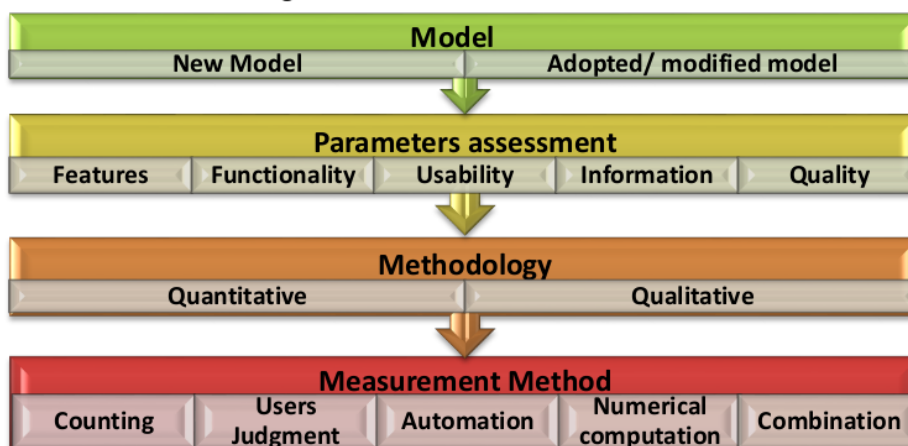 Model
New Model
Adopted/ modified model
Parameters assessment
Features
Functionality
Usability
Information
Quality
Methodology
Quantitative
Qualitative
Measurement Method
Counting
Users
Judgment
Automation
Numerical
computation
Combination